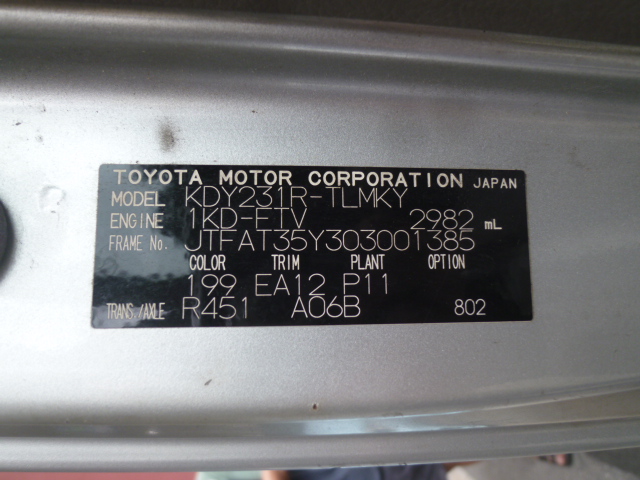 TOYOTA MOTOR CORPORATION JAPAN
MODEL KDY231R-TLMKY
ENGINE 1KD-FTV 2982 mL
FRAME No. JTFAT35Y303001385
COLOR TRIM PLANT OPTION
199 EA12 P11
TRANS./AXLE R451 A06B 802